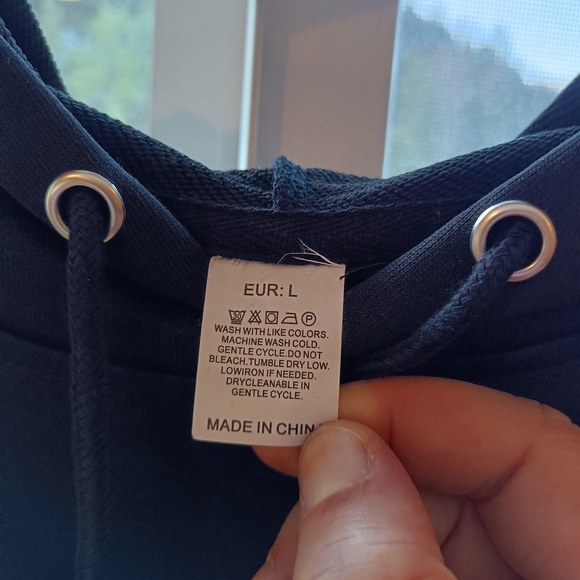 EUR: L
WASH WITH LIKE COLORS.
MACHINE WASH COLD.
GENTLE CYCLE.DO NOT
BLEACH.TUMBLE DRY LOW.
LOWIRON IF NEEDED.
DRYCLEANABLE IN
GENTLE CYCLE.
MADE IN CHINA